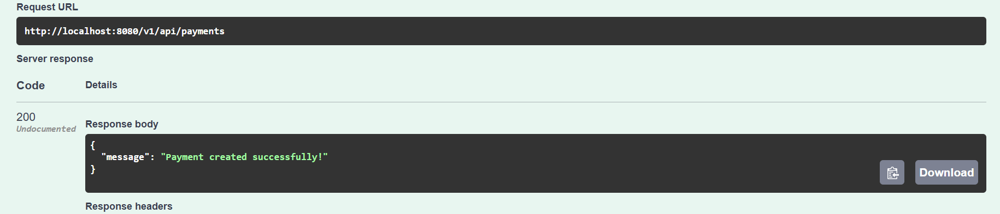 Request URL
http://localhost:8080/v1/api/payments
Server response
Code Details
200
Undocumented
Response body
{
"message": "Payment created successfully!"
}
Download
Response headers